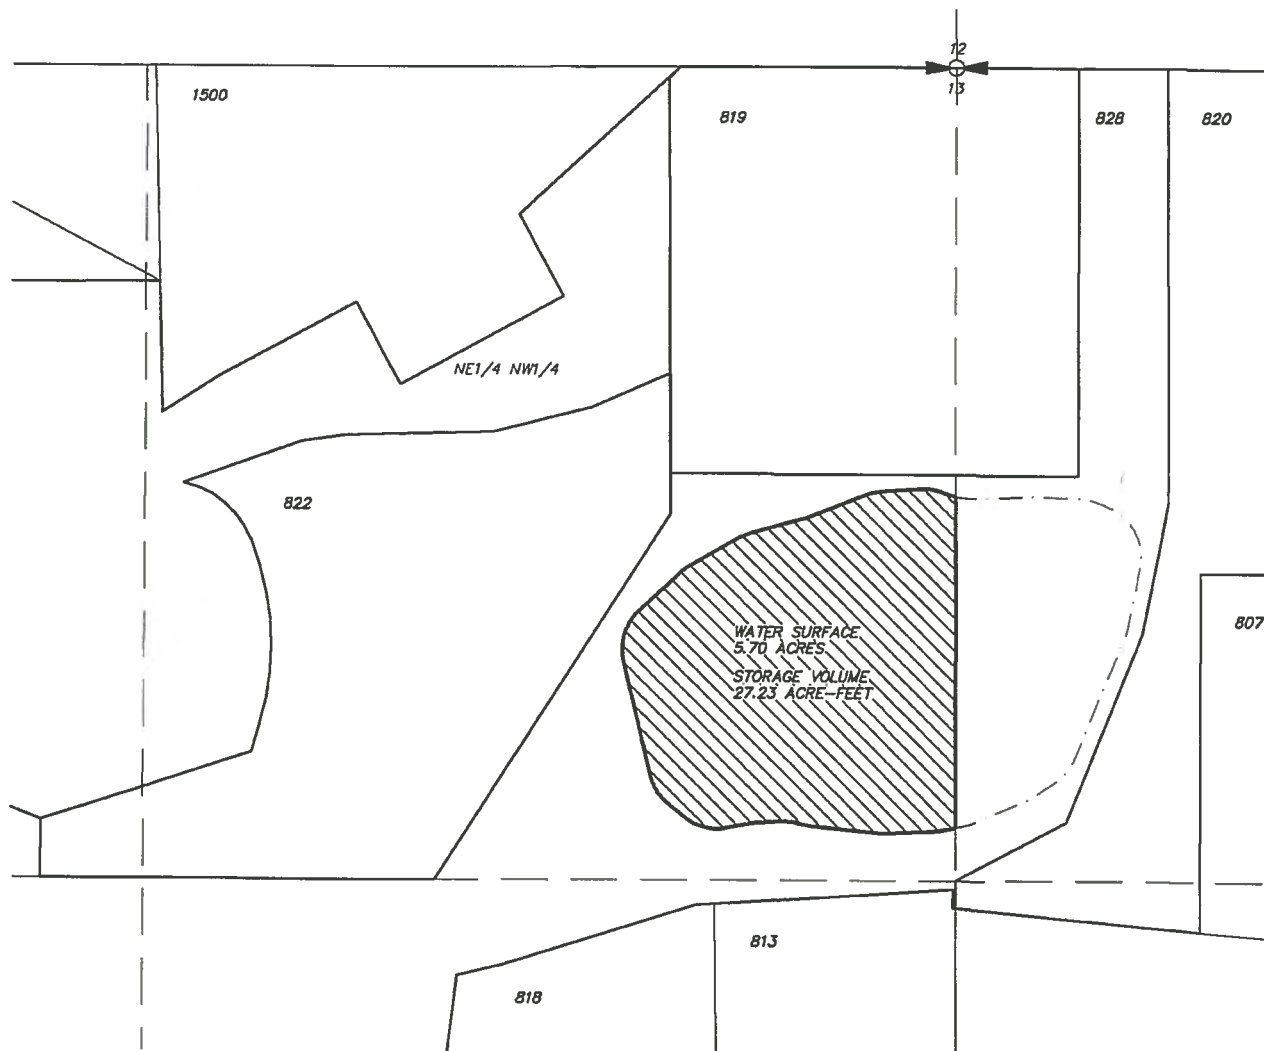 12
13
1500
819
828
820
NE1/4 NW1/4
822
807
WATER SURFACE
5.70 ACRES
STORAGE VOLUME
27.23 ACRE-FEET
813
818